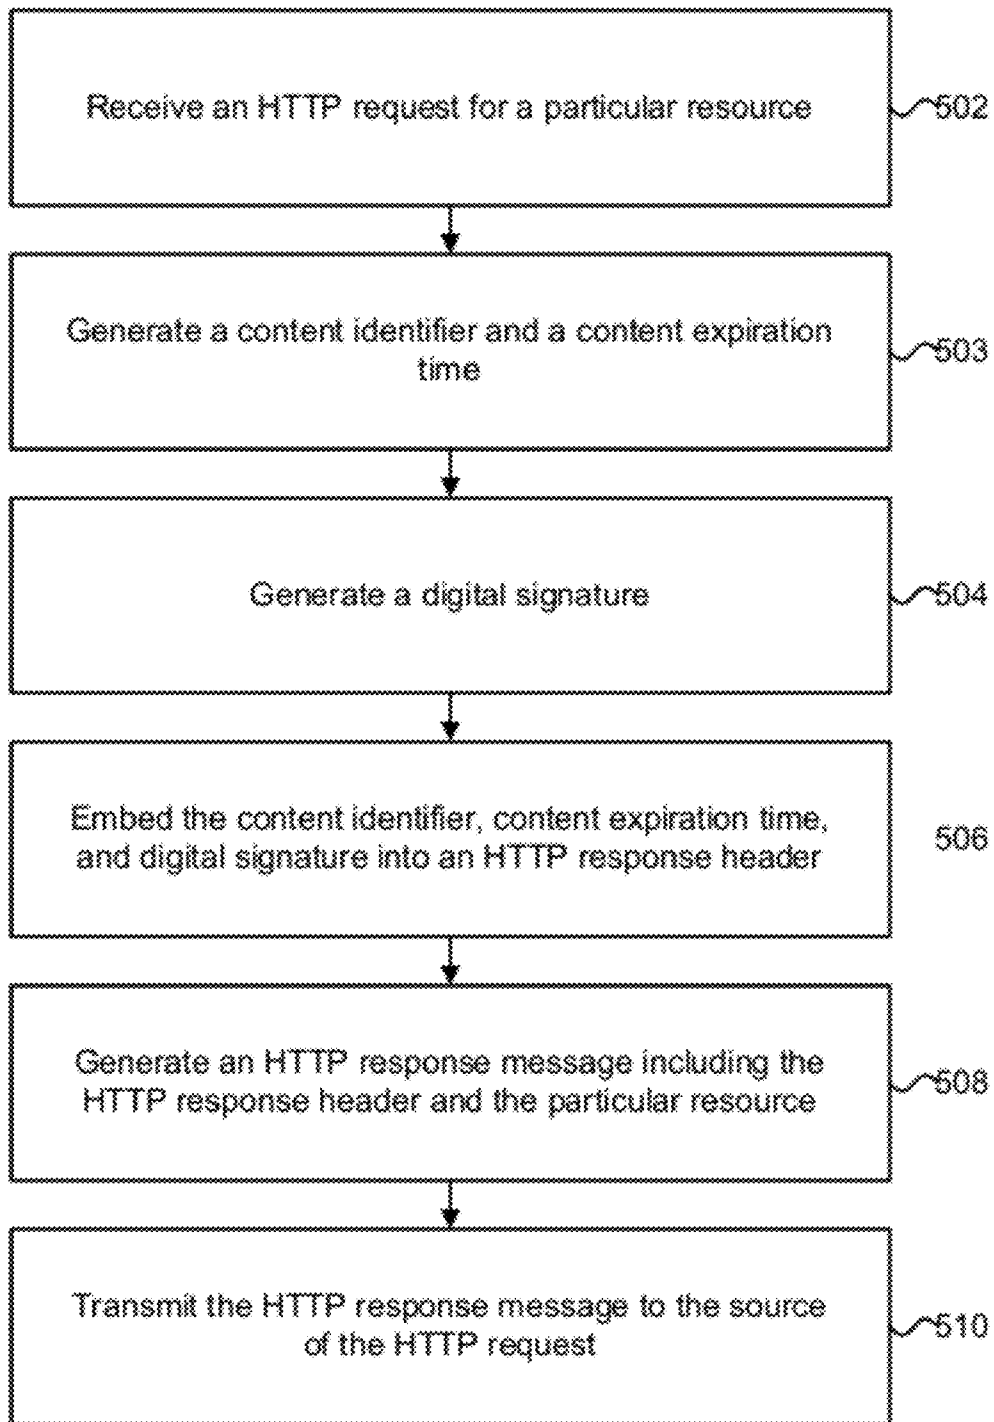 Receive an HTTP request for a particular resource
502
Generate a content identifier and a content expiration
time
503
Generate a digital signature
504
Embed the content identifier, content expiration time,
and digital signature into an HTTP response header
506
Generate an HTTP response message including the
HTTP response header and the particular resource
508
Transmit the HTTP response message to the source
of the HTTP request
510